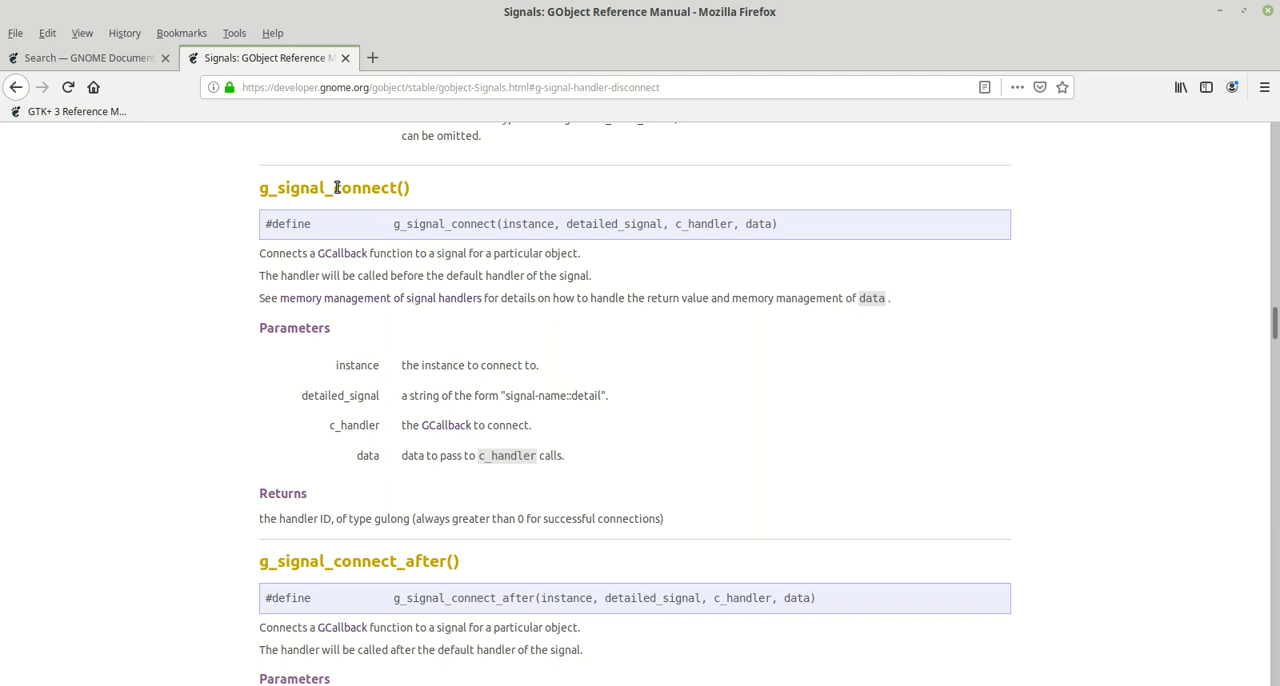 Signals: GObject Reference Manual - Mozilla Firefox
File Edit View History Bookmarks Tools Help
Search — GNOME Documen
Signals: GObject Reference M
https://developer.gnome.org/gobject/stable/gobject-Signals.html#g-signal-handler-disconnect
GTK+ 3 Reference M...
can be omitted.
g_signal_connect()
#define g_signal_connect(instance, detailed_signal, c_handler, data)
Connects a GCallback function to a signal for a particular object.
The handler will be called before the default handler of the signal.
See memory management of signal handlers for details on how to handle the return value and memory management of data .
Parameters
instance the instance to connect to.
detailed_signal a string of the form "signal-name::detail".
c_handler the GCallback to connect.
data data to pass to c_handler calls.
Returns
the handler ID, of type gulong (always greater than 0 for successful connections)
g_signal_connect_after()
#define g_signal_connect_after(instance, detailed_signal, c_handler, data)
Connects a GCallback function to a signal for a particular object.
The handler will be called after the default handler of the signal.
Parameters